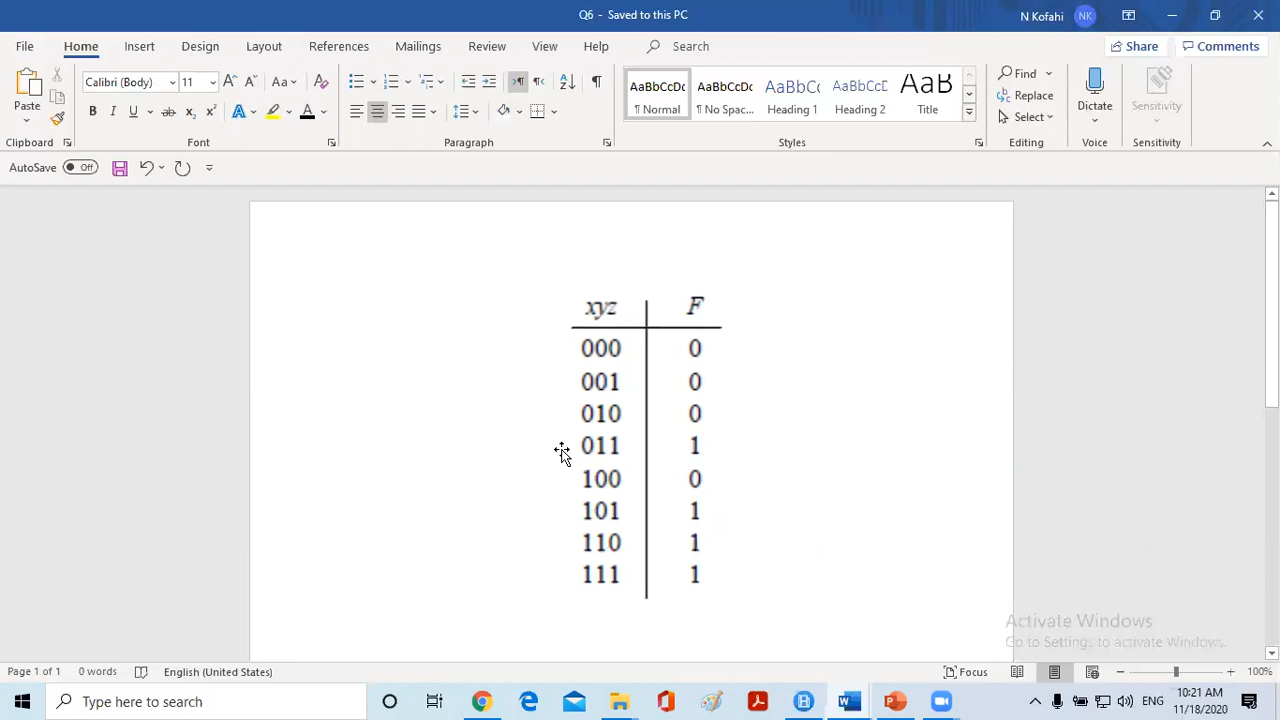 Q6 - Saved to this PC
N Kofahi NK
File Home Insert Design Layout References Mailings Review View Help Search Share Comments
Paste
Calibri (Body) 11
Aa
B I U ab x₂ x² A A
AaBbCcDc AaBbCcDc AaBbCc AaBbCcD AaB
¶ Normal ¶ No Spac... Heading 1 Heading 2 Title
Find
Replace
Select
Dictate
Sensitivity
Clipboard Font Paragraph Styles Editing Voice Sensitivity
AutoSave Off
xyz F
000 0
001 0
010 0
011 1
100 0
101 1
110 1
111 1
Activate Windows
Go to Settings to activate Windows.
Page 1 of 1 0 words English (United States) Focus 100%
Type here to search
ENG
10:21 AM
11/18/2020